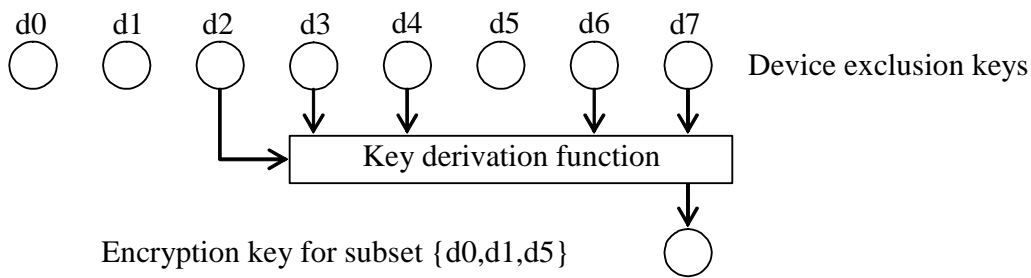 d0 d1 d2 d3 d4 d5 d6 d7
Device exclusion keys
Key derivation function
Encryption key for subset {d0,d1,d5}